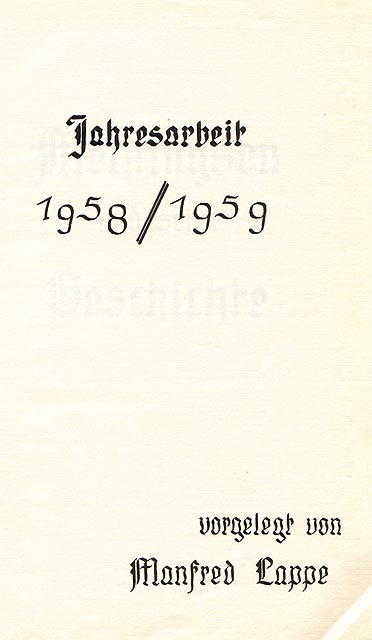 Jahresarbeit
1958/1959
vorgelegt von
Manfred Lappe